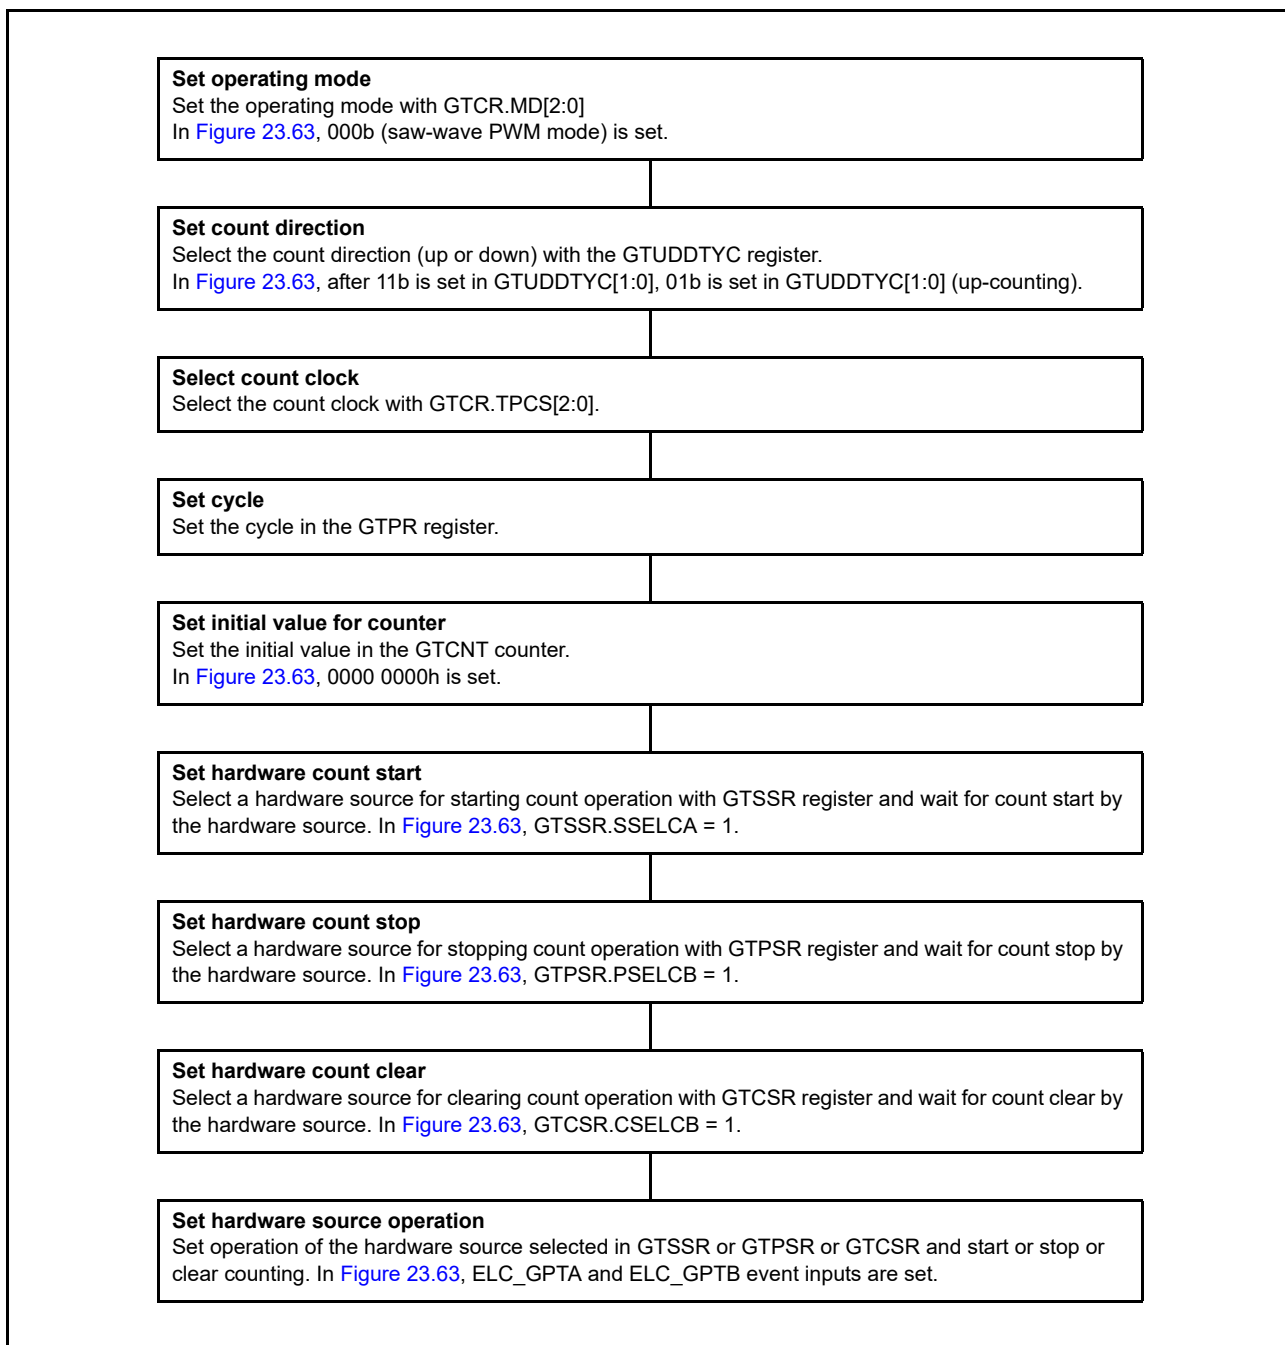 Set operating mode
Set the operating mode with GTCR.MD[2:0]
In Figure 23.63, 000b (saw-wave PWM mode) is set.
Set count direction
Select the count direction (up or down) with the GTUDDTYC register.
In Figure 23.63, after 11b is set in GTUDDTYC[1:0], 01b is set in GTUDDTYC[1:0] (up-counting).
Select count clock
Select the count clock with GTCR.TPCS[2:0].
Set cycle
Set the cycle in the GTPR register.
Set initial value for counter
Set the initial value in the GTCNT counter.
In Figure 23.63, 0000 0000h is set.
Set hardware count start
Select a hardware source for starting count operation with GTSSR register and wait for count start by
the hardware source. In Figure 23.63, GTSSR.SSELCA = 1.
Set hardware count stop
Select a hardware source for stopping count operation with GTPSR register and wait for count stop by
the hardware source. In Figure 23.63, GTPSR.PSELCB = 1.
Set hardware count clear
Select a hardware source for clearing count operation with GTCSR register and wait for count clear by
the hardware source. In Figure 23.63, GTCSR.CSELCB = 1.
Set hardware source operation
Set operation of the hardware source selected in GTSSR or GTPSR or GTCSR and start or stop or
clear counting. In Figure 23.63, ELC_GPTA and ELC_GPTB event inputs are set.